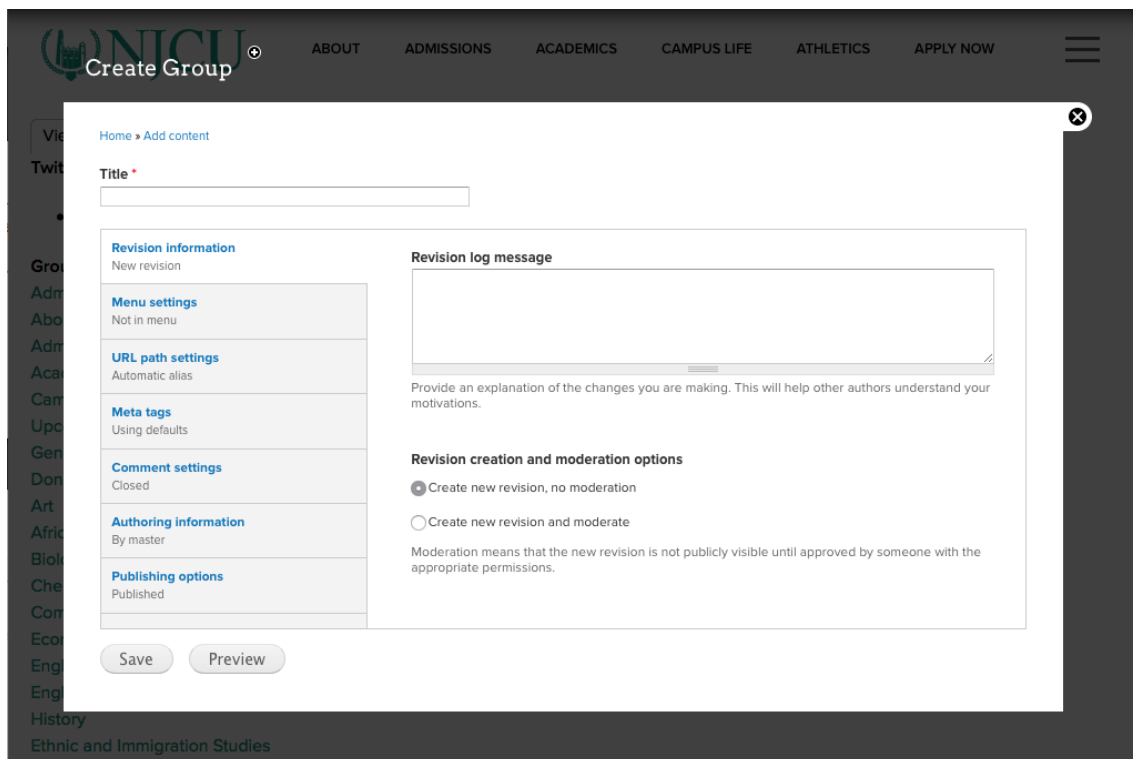 NJCU
ABOUT ADMISSIONS ACADEMICS CAMPUS LIFE ATHLETICS APPLY NOW
Create Group
Home » Add content
Title *
Revision information
New revision
Menu settings
Not in menu
URL path settings
Automatic alias
Meta tags
Using defaults
Comment settings
Closed
Authoring information
By master
Publishing options
Published
Revision log message
Provide an explanation of the changes you are making. This will help other authors understand your
motivations.
Revision creation and moderation options
Create new revision, no moderation
Create new revision and moderate
Moderation means that the new revision is not publicly visible until approved by someone with the
appropriate permissions.
Save Preview
Art
History
Ethnic and Immigration Studies